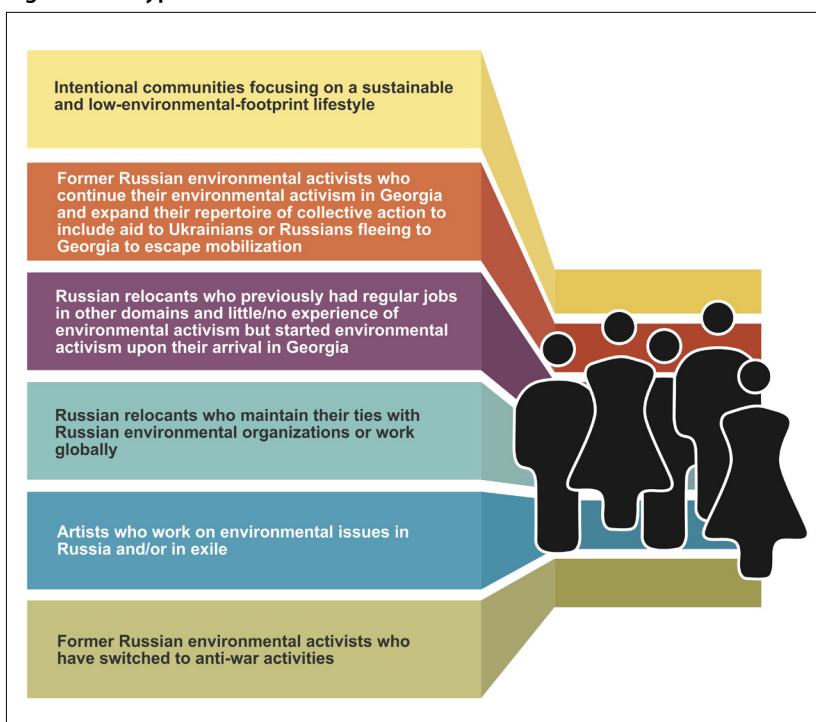 Intentional communities focusing on a sustainable
and low-environmental-footprint lifestyle
Former Russian environmental activists who
continue their environmental activism in Georgia
and expand their repertoire of collective action to
include aid to Ukrainians or Russians fleeing to
Georgia to escape mobilization
Russian relocants who previously had regular jobs
in other domains and little/no experience of
environmental activism but started environmental
activism upon their arrival in Georgia
Russian relocants who maintain their ties with
Russian environmental organizations or work
globally
Artists who work on environmental issues in
Russia and/or in exile
Former Russian environmental activists who
have switched to anti-war activities